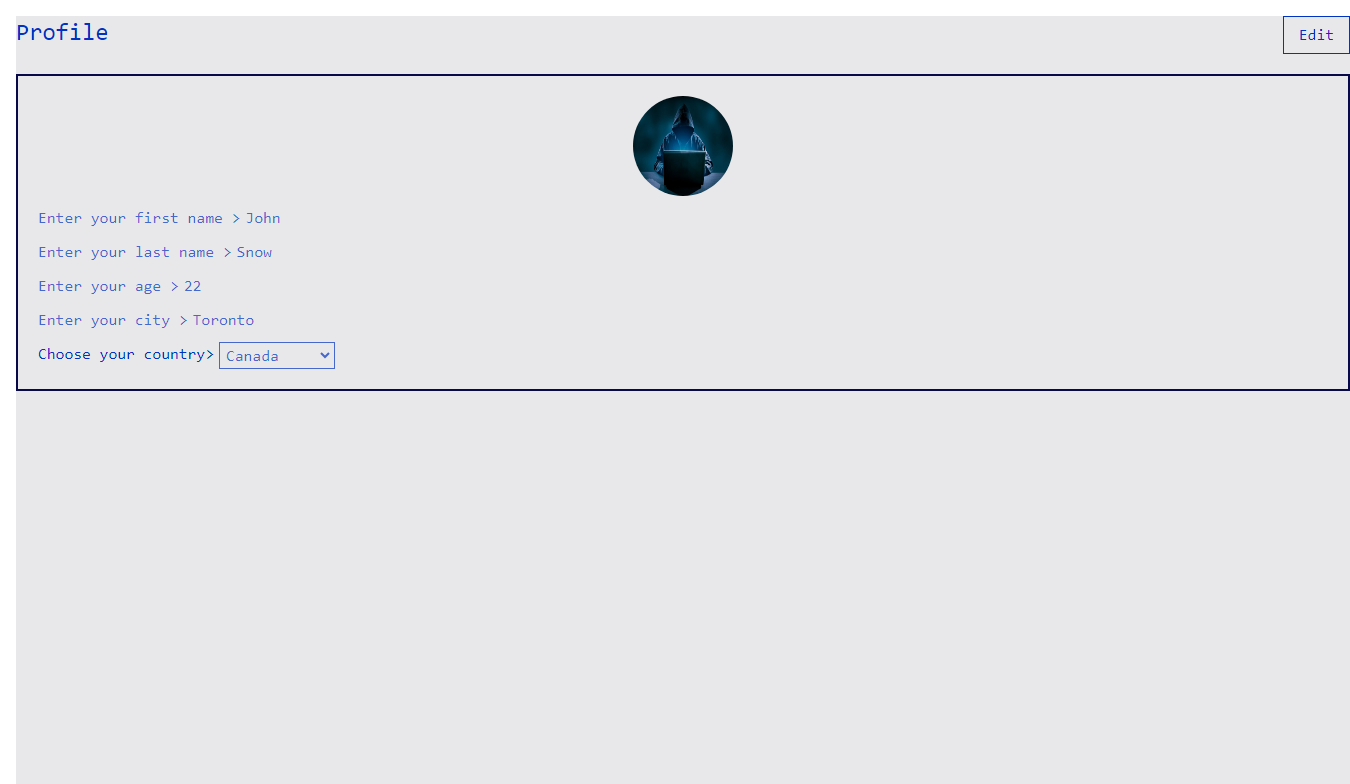 Profile
Edit
Enter your first name > John
Enter your last name > Snow
Enter your age > 22
Enter your city > Toronto
Choose your country> Canada